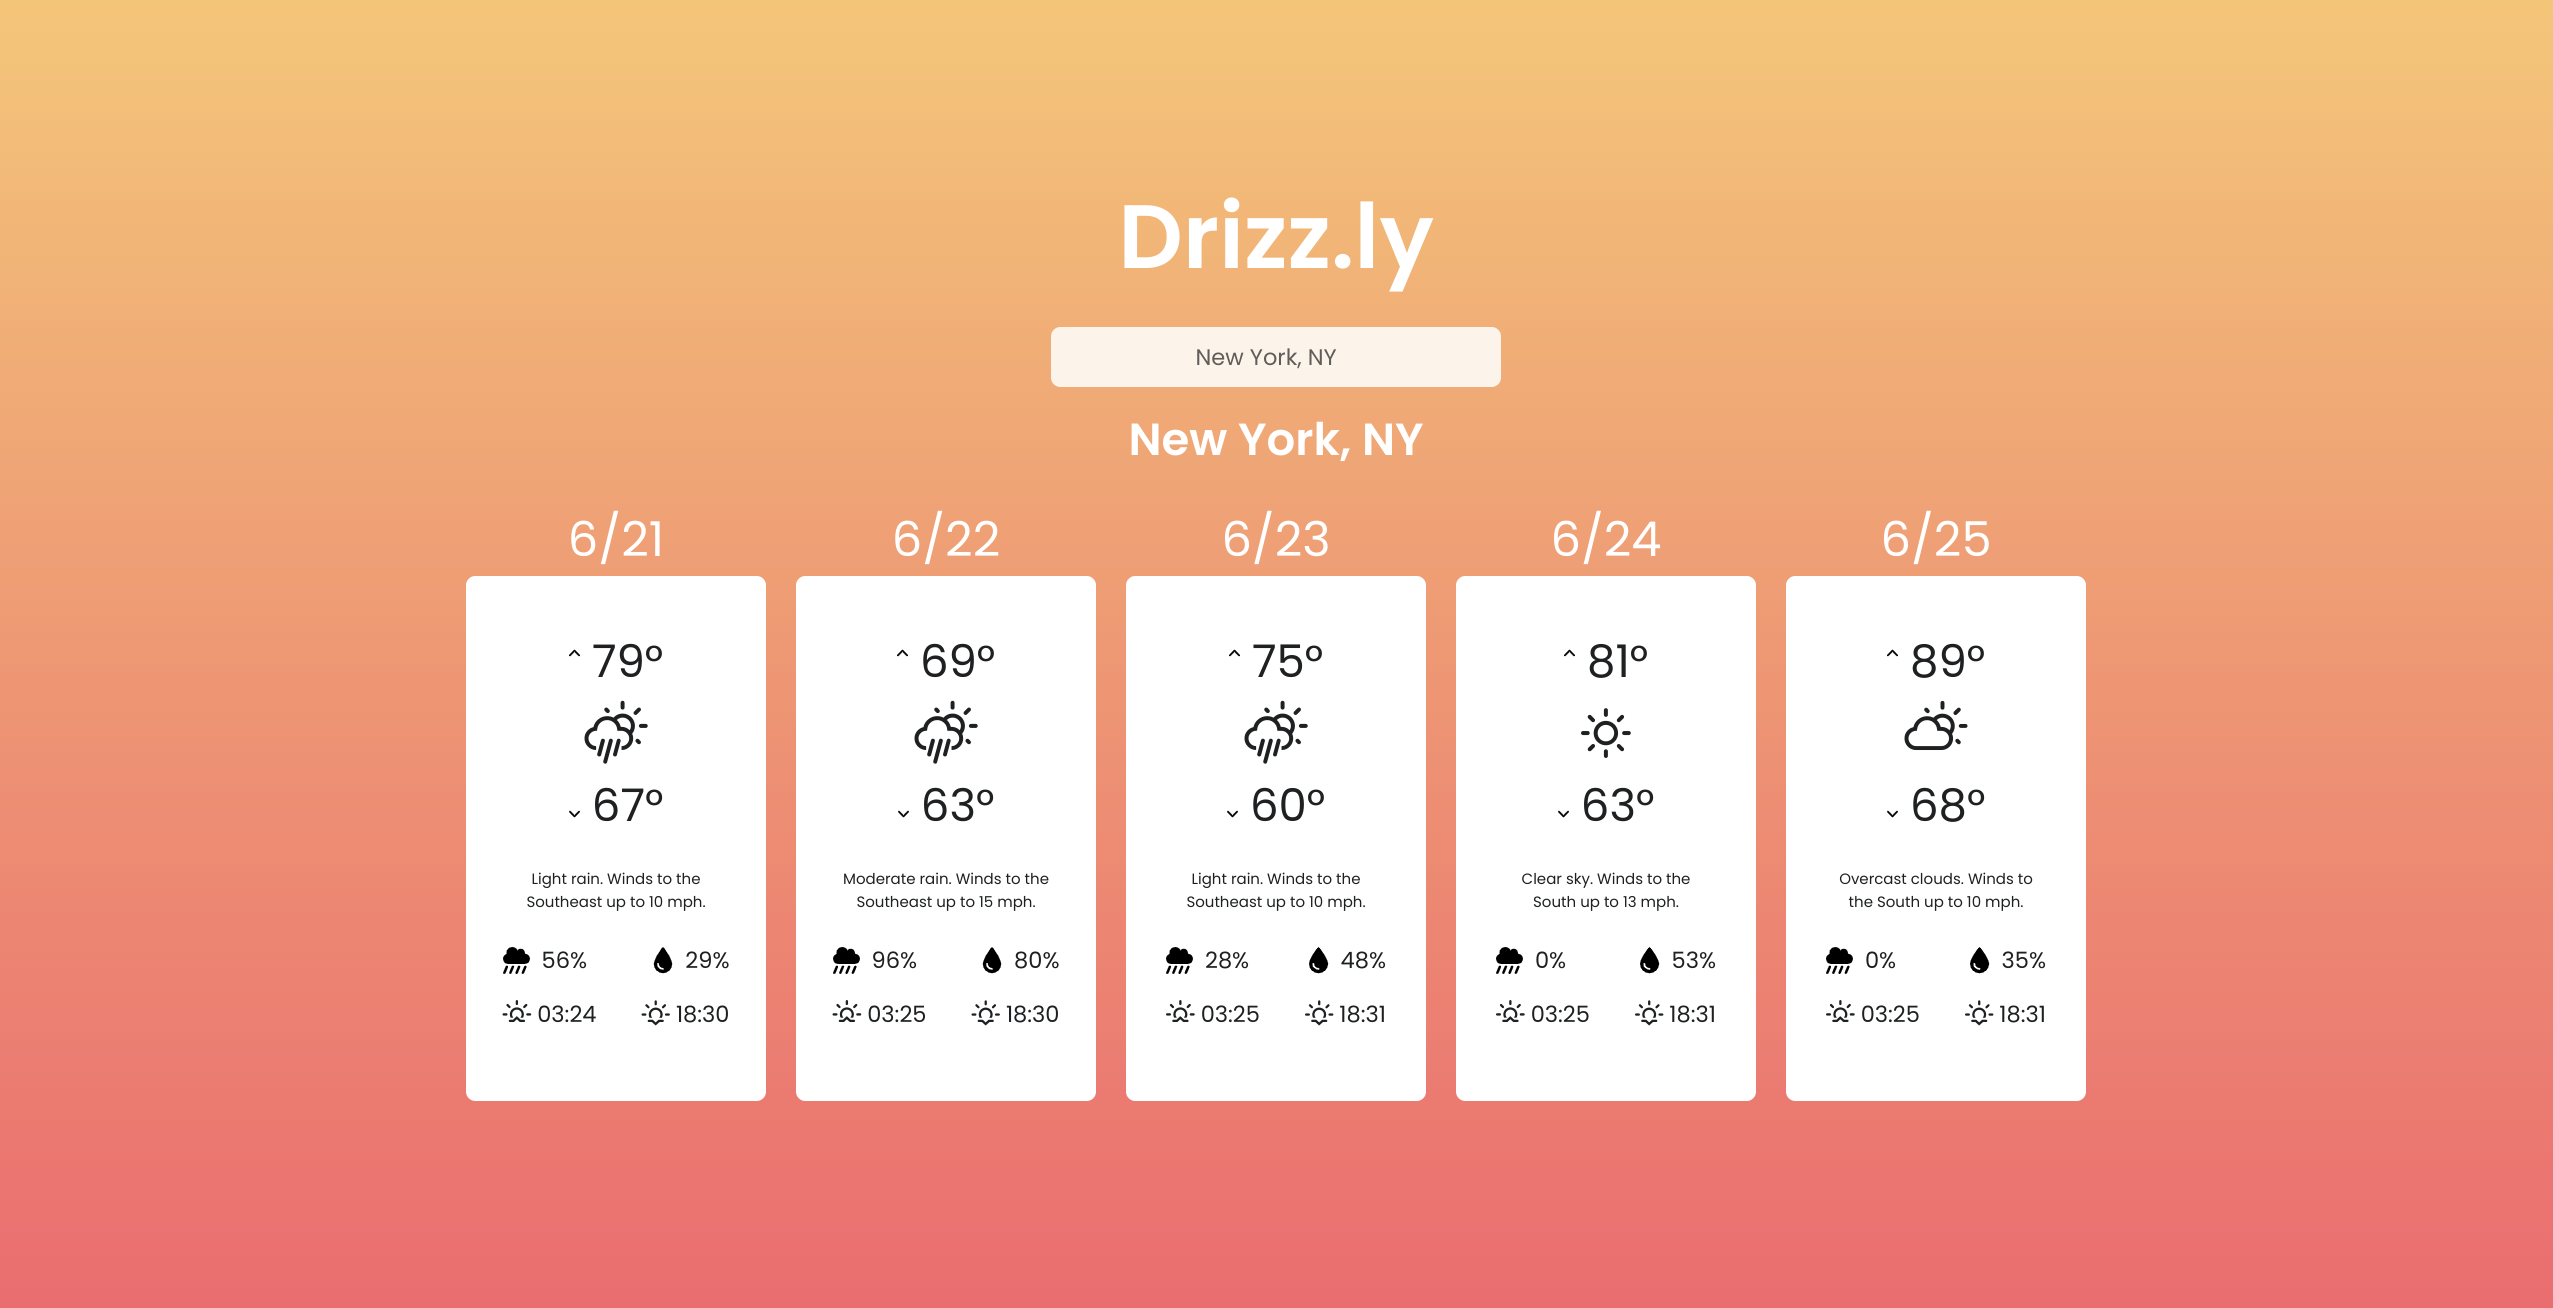 Drizz.ly
New York, NY
New York, NY
6/21
79°
67°
Light rain. Winds to the
Southeast up to 10 mph.
56% 29%
03:24 18:30
6/22
69°
63°
Moderate rain. Winds to the
Southeast up to 15 mph.
96% 80%
03:25 18:30
6/23
75°
60°
Light rain. Winds to the
Southeast up to 10 mph.
28% 48%
03:25 18:31
6/24
81°
63°
Clear sky. Winds to the
South up to 13 mph.
0% 53%
03:25 18:31
6/25
89°
68°
Overcast clouds. Winds to
the South up to 10 mph.
0% 35%
03:25 18:31